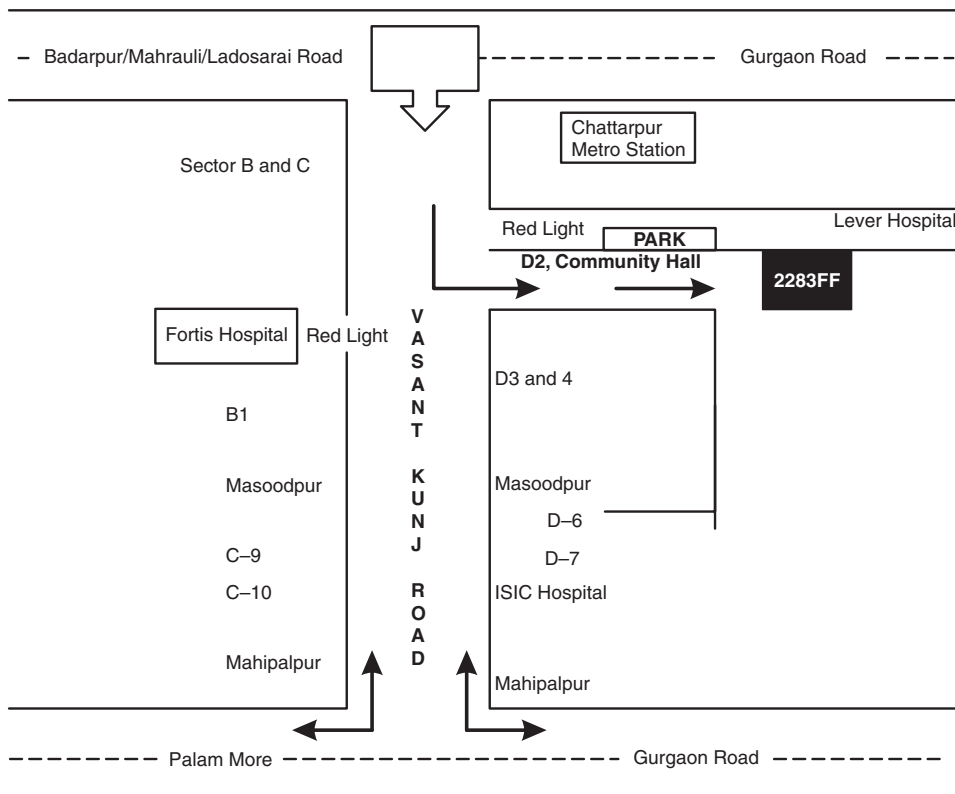 Badarpur/Mahrauli/Ladosarai Road
Gurgaon Road
Chattarpur
Metro Station
Sector B and C
Lever Hospital
Red Light
PARK
D2, Community Hall
2283FF
Fortis Hospital
Red Light
VASANT KUNJ ROAD
D3 and 4
B1
Masoodpur
Masoodpur
D–6
C–9
D–7
C–10
ISIC Hospital
Mahipalpur
Mahipalpur
Palam More
Gurgaon Road